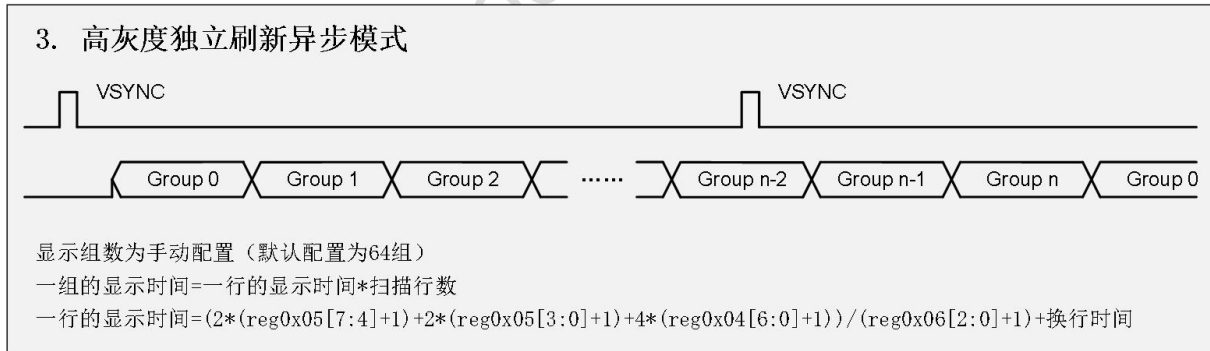 3. 高灰度独立刷新异步模式
VSYNC VSYNC
Group 0 Group 1 Group 2 ...... Group n-2 Group n-1 Group n Group 0
显示组数为手动配置（默认配置为64组）
一组的显示时间=一行的显示时间*扫描行数
一行的显示时间=(2*(reg0x05[7:4]+1)+2*(reg0x05[3:0]+1)+4*(reg0x04[6:0]+1))/(reg0x06[2:0]+1)+换行时间